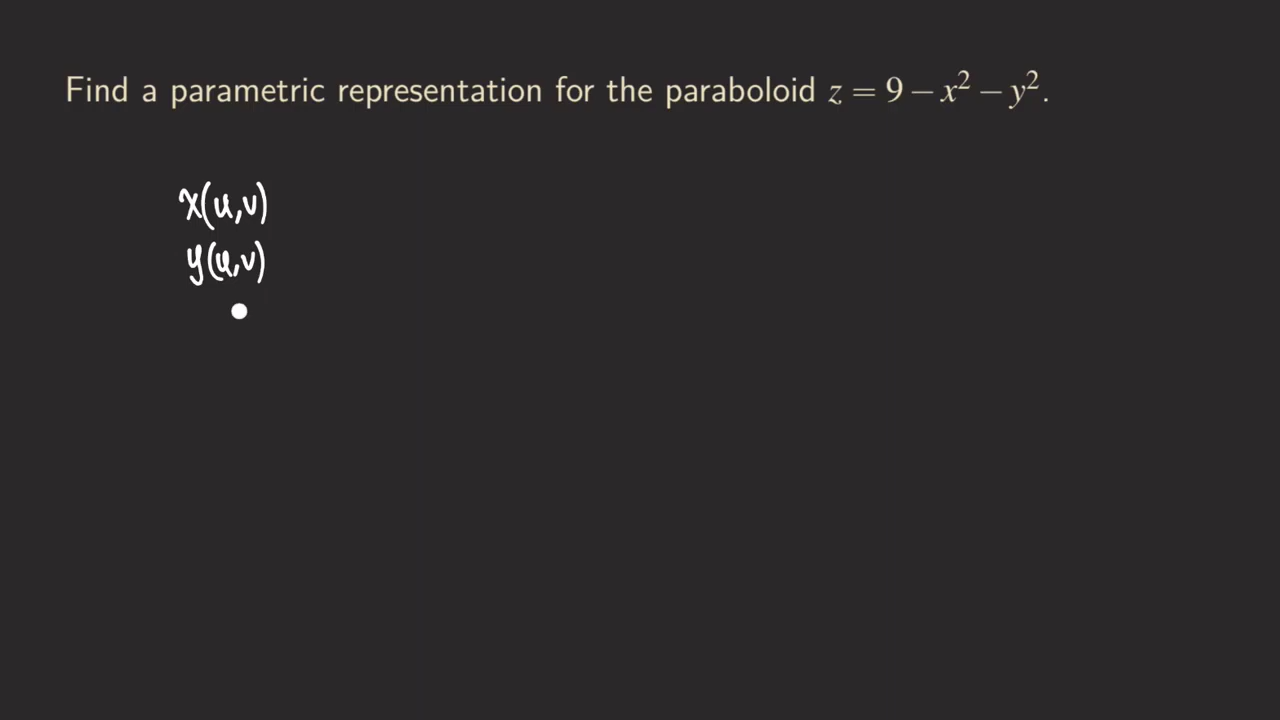 Find a parametric representation for the paraboloid z = 9 − x² − y².
x(u,v)
y(u,v)